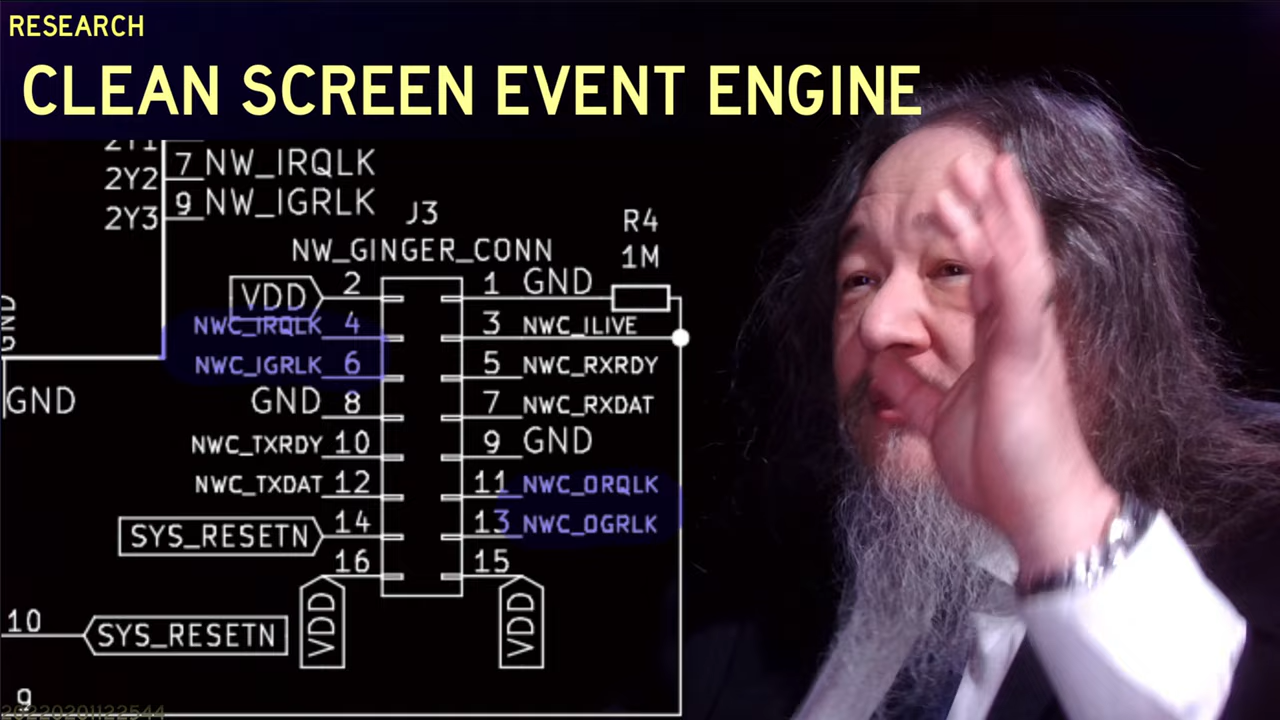 RESEARCH
CLEAN SCREEN EVENT ENGINE
2Y1
2Y2 7 NW_IRQLK
2Y3 9 NW_IGRLK
J3
NW_GINGER_CONN
R4
1M
VDD 2 1 GND
NWC_IRQLK 4 3 NWC_ILIVE
NWC_IGRLK 6 5 NWC_RXRDY
GND
GND
GND 8 7 NWC_RXDAT
NWC_TXRDY 10 9 GND
NWC_TXDAT 12 11 NWC_ORQLK
SYS_RESETN 14 13 NWC_OGRLK
16 15
VDD VDD
10 SYS_RESETN
9
20220201122544